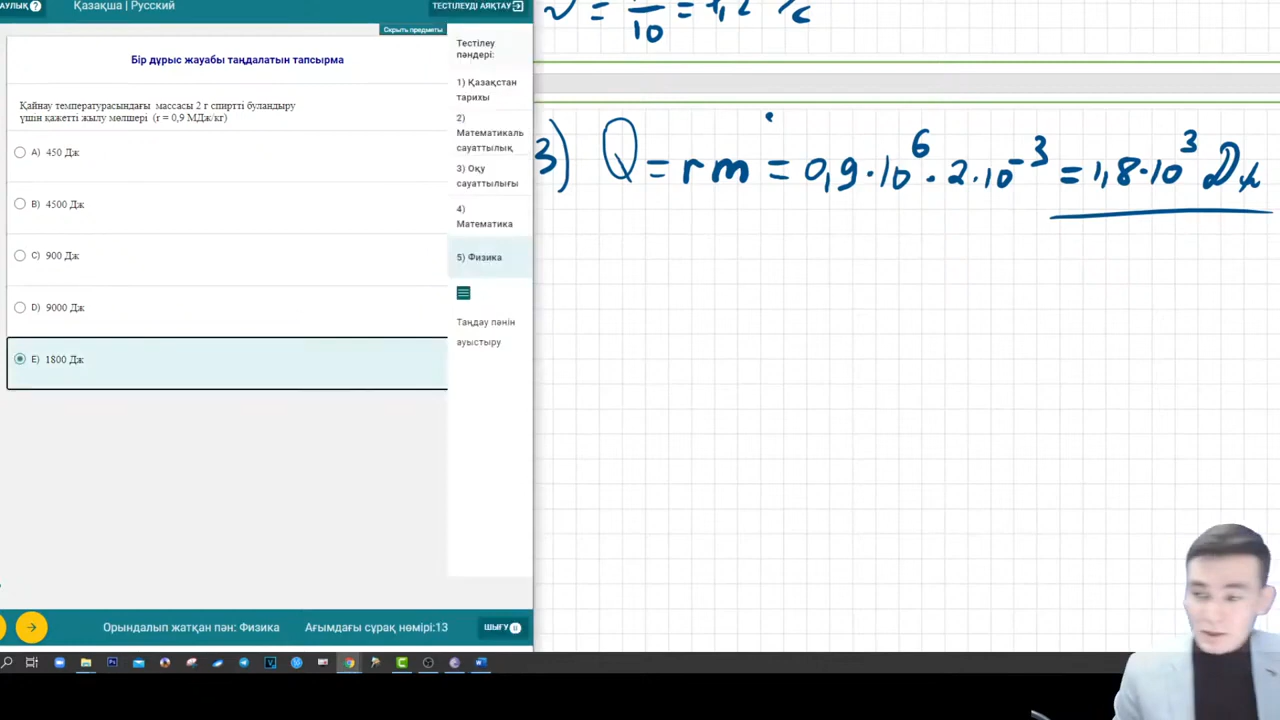 Қазақша | Русский
ТЕСТІЛЕУДІ АЯҚТАУ
Скрыть предметы
Бір дұрыс жауабы таңдалатын тапсырма
Қайнау температурасындағы массасы 2 г спиртті буландыру
үшін қажетті жылу мөлшері (r = 0,9 МДж/кг)
A) 450 Дж
B) 4500 Дж
C) 900 Дж
D) 9000 Дж
E) 1800 Дж
Тестілеу
пәндері:
1) Қазақстан
тарихы
2)
Математикалы
сауаттылық
3) Оқу
сауаттылығы
4)
Математика
5) Физика
Таңдау пәнін
ауыстыру
Орындалып жатқан пән: Физика
Ағымдағы сұрақ нөмірі:13
ШЫҒУ
3) Q = rm = 0,9·10⁶·2·10⁻³ = 1,8·10³ Дж